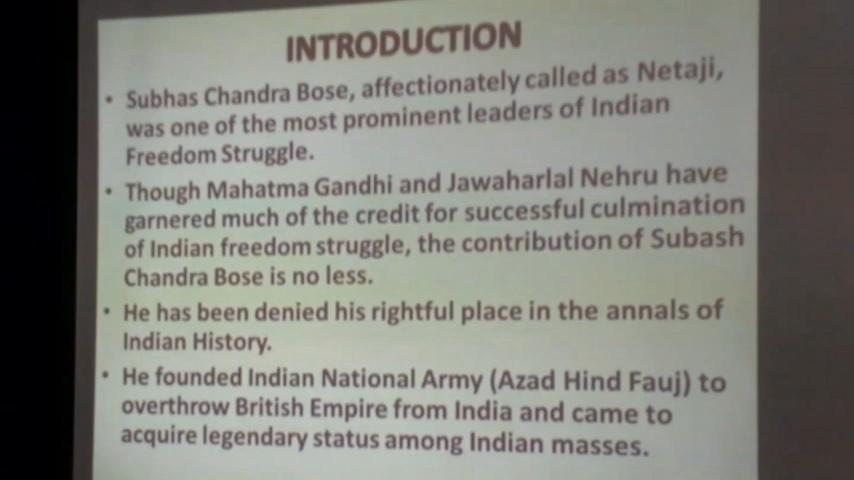 INTRODUCTION
• Subhas Chandra Bose, affectionately called as Netaji,
was one of the most prominent leaders of Indian
Freedom Struggle.
• Though Mahatma Gandhi and Jawaharlal Nehru have
garnered much of the credit for successful culmination
of Indian freedom struggle, the contribution of Subash
Chandra Bose is no less.
• He has been denied his rightful place in the annals of
Indian History.
• He founded Indian National Army (Azad Hind Fauj) to
overthrow British Empire from India and came to
acquire legendary status among Indian masses.